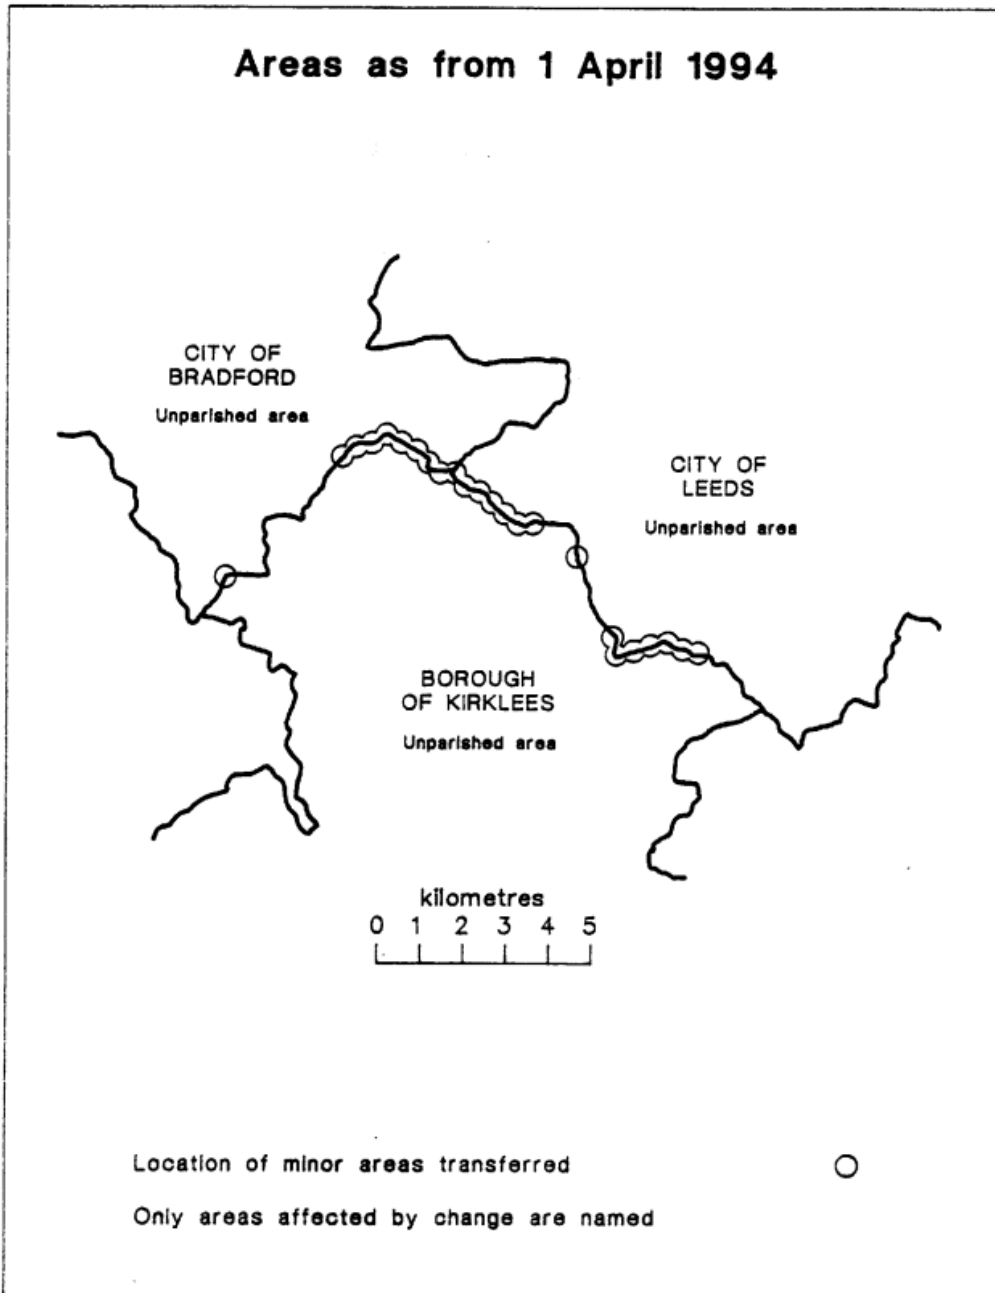 Areas as from 1 April 1994
CITY OF
BRADFORD
Unparished area
CITY OF
LEEDS
Unparished area
BOROUGH
OF KIRKLEES
Unparished area
kilometres
0 1 2 3 4 5
Location of minor areas transferred
Only areas affected by change are named